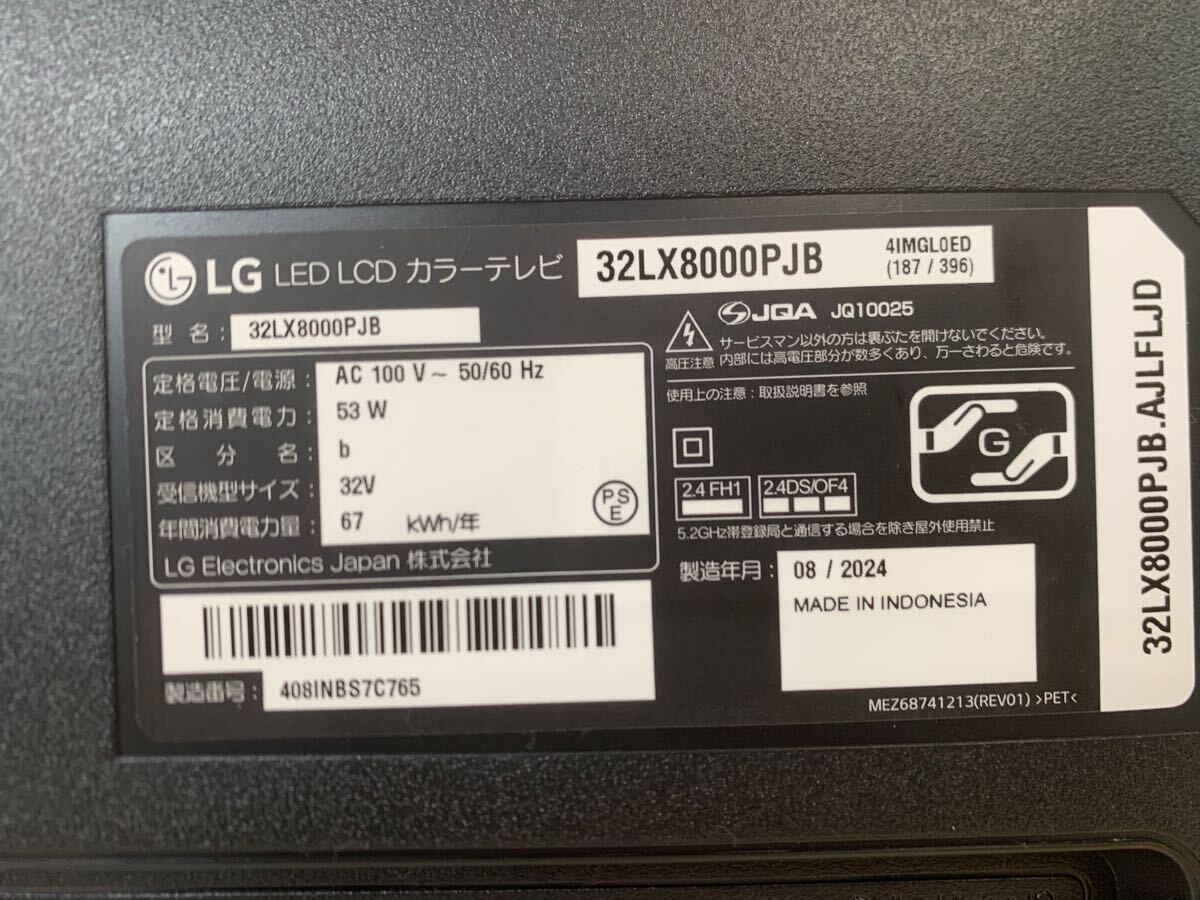 LG LED LCD カラーテレビ
32LX8000PJB
4IMGL0ED
(187 / 396)
型 名 : 32LX8000PJB
定格電圧/電源 : AC 100 V ~ 50/60 Hz
定格消費電力 : 53 W
区 分 名 : b
受信機型サイズ : 32V
年間消費電力量 : 67 kWh/年
PS
E
LG Electronics Japan 株式会社
製造番号 : 408INBS7C765
JQA JQ10025
高圧注意
サービスマン以外の方は裏ぶたを開けないでください。
内部には高電圧部分が数多くあり、万一さわると危険です。
使用上の注意 : 取扱説明書を参照
G
2.4 FH1
2.4DS/OF4
5.2GHz帯登録局と通信する場合を除き屋外使用禁止
製造年月 : 08 / 2024
MADE IN INDONESIA
MEZ68741213(REV01) >PET<
32LX8000PJB.AJLFLJD